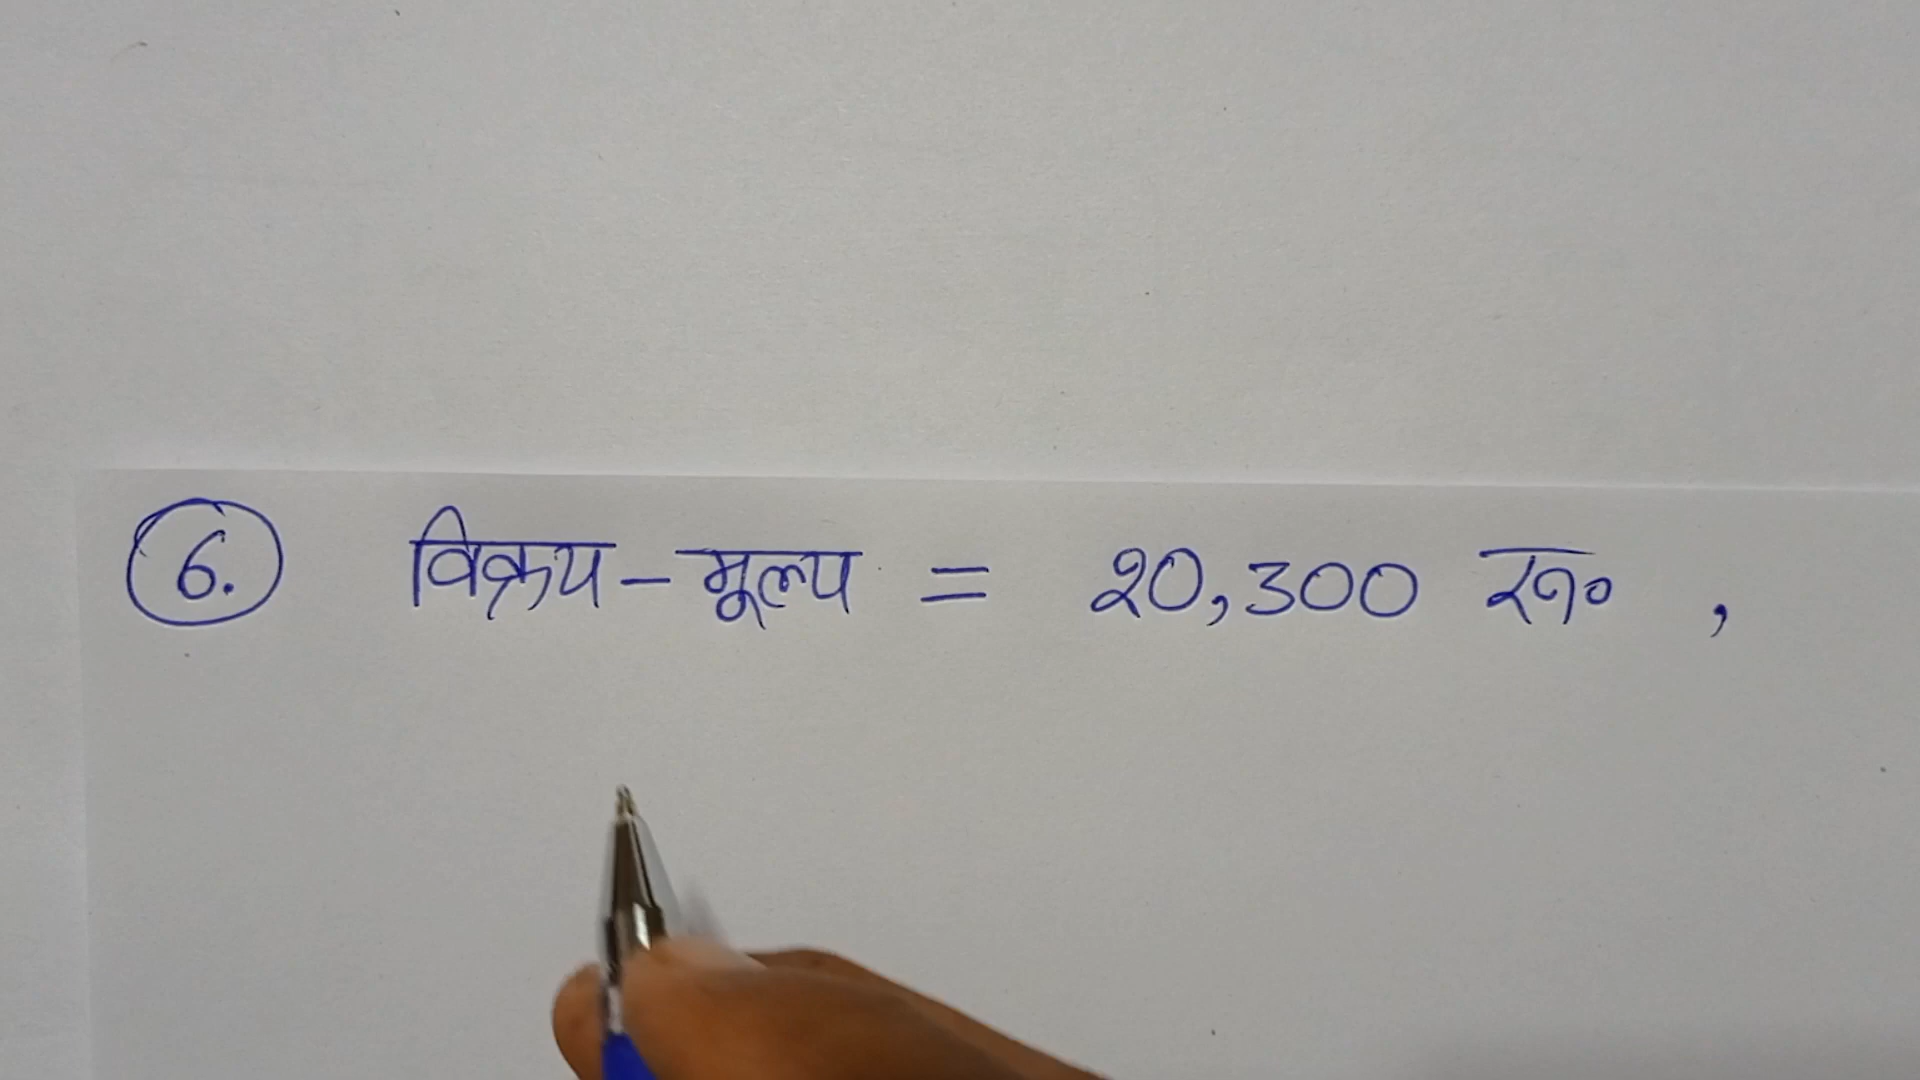 6. विक्रय-मूल्य = 20,300 रू० ,